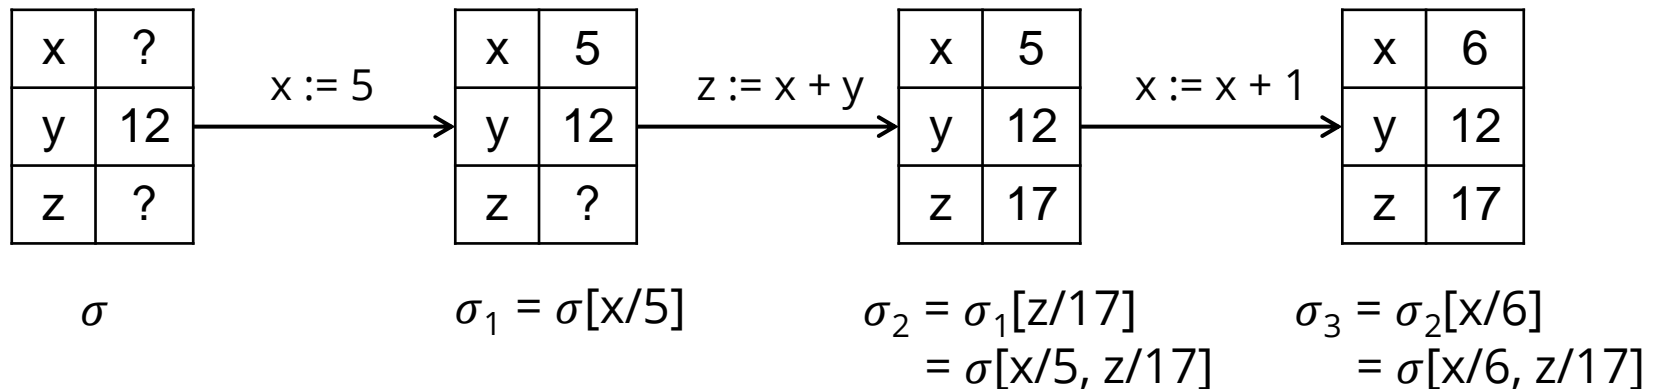 x ?
y 12
z ?
x := 5
x 5
y 12
z ?
z := x + y
x 5
y 12
z 17
x := x + 1
x 6
y 12
z 17
σ
σ₁ = σ[x/5]
σ₂ = σ₁[z/17]
= σ[x/5, z/17]
σ₃ = σ₂[x/6]
= σ[x/6, z/17]